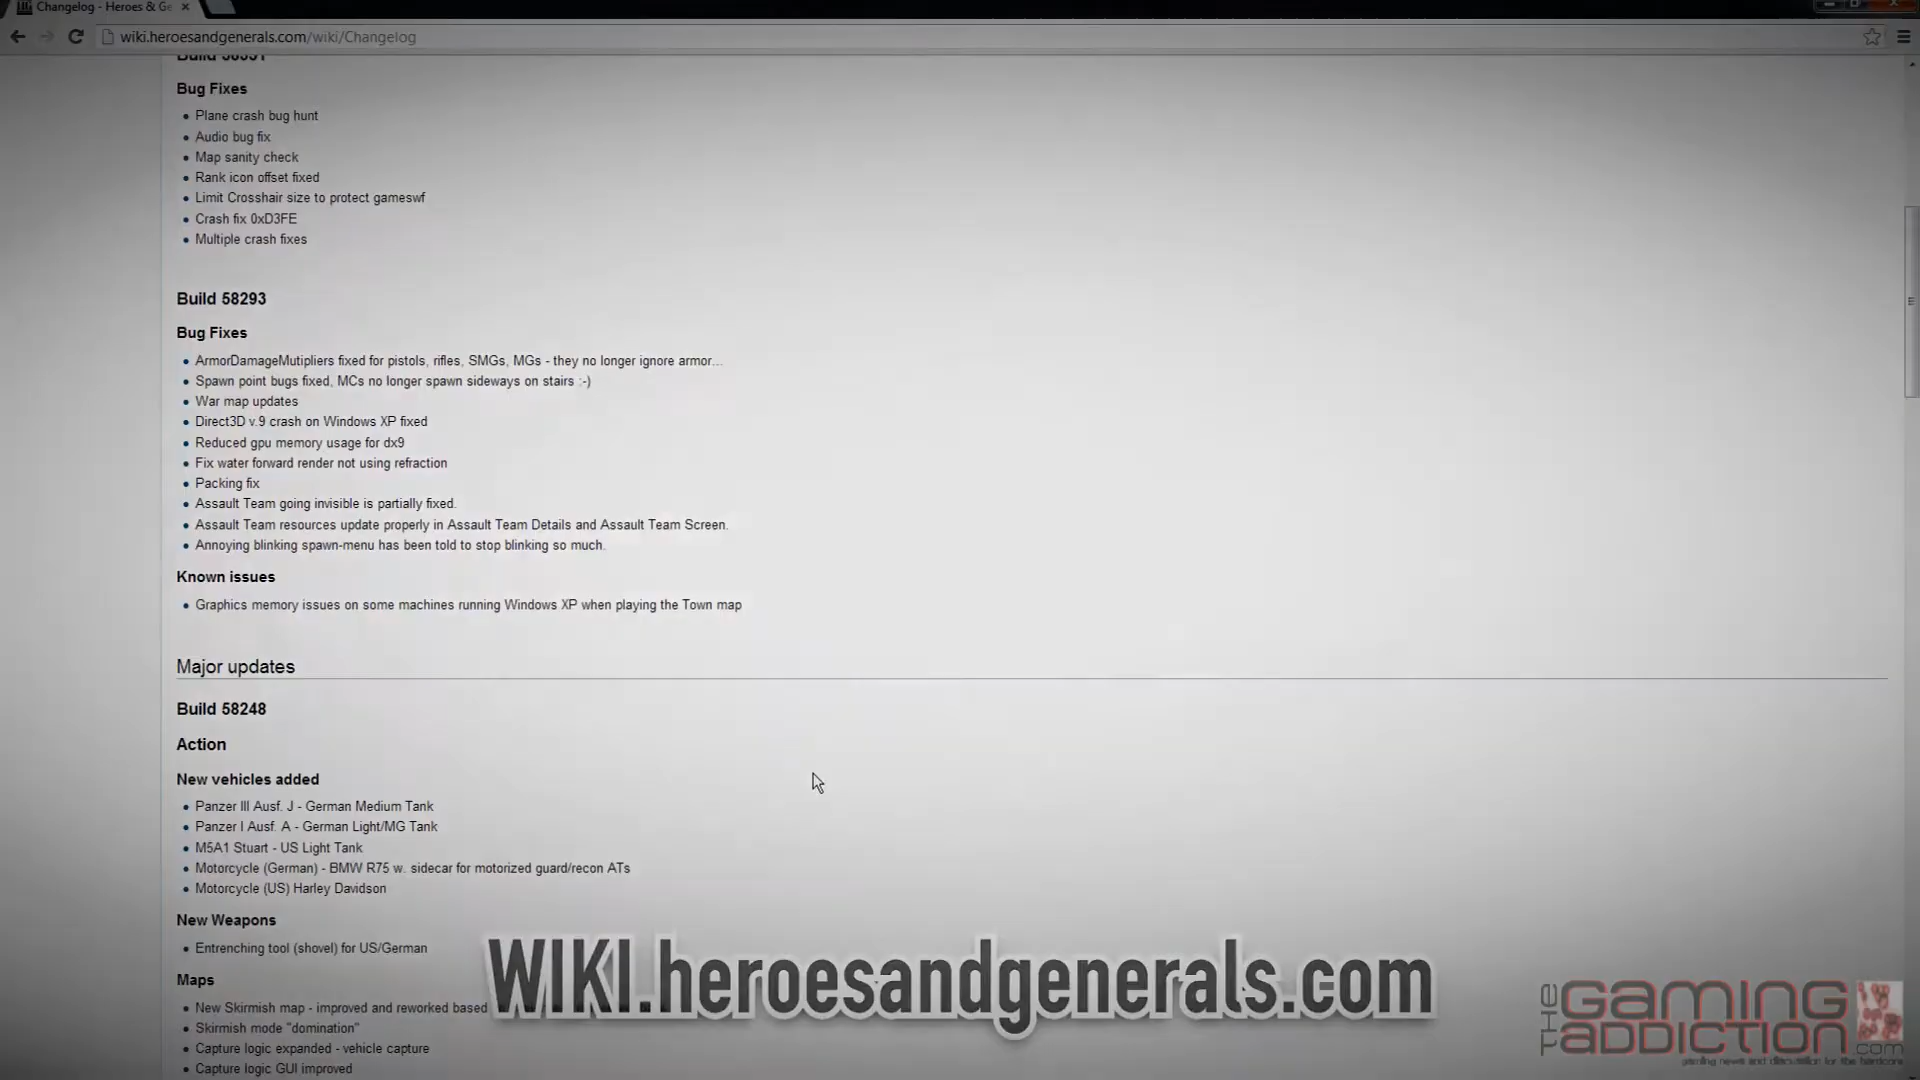 Changelog - Heroes & Ge
wiki.heroesandgenerals.com/wiki/Changelog
Build 58331
Bug Fixes
Plane crash bug hunt
Audio bug fix
Map sanity check
Rank icon offset fixed
Limit Crosshair size to protect gameswf
Crash fix 0xD3FE
Multiple crash fixes
Build 58293
Bug Fixes
ArmorDamageMutipliers fixed for pistols, rifles, SMGs, MGs - they no longer ignore armor...
Spawn point bugs fixed, MCs no longer spawn sideways on stairs :-)
War map updates
Direct3D v.9 crash on Windows XP fixed
Reduced gpu memory usage for dx9
Fix water forward render not using refraction
Packing fix
Assault Team going invisible is partially fixed.
Assault Team resources update properly in Assault Team Details and Assault Team Screen.
Annoying blinking spawn-menu has been told to stop blinking so much.
Known issues
Graphics memory issues on some machines running Windows XP when playing the Town map
Major updates
Build 58248
Action
New vehicles added
Panzer III Ausf. J - German Medium Tank
Panzer I Ausf. A - German Light/MG Tank
M5A1 Stuart - US Light Tank
Motorcycle (German) - BMW R75 w. sidecar for motorized guard/recon ATs
Motorcycle (US) Harley Davidson
New Weapons
Entrenching tool (shovel) for US/German
Maps
New Skirmish map - improved and reworked based
Skirmish mode "domination"
Capture logic expanded - vehicle capture
Capture logic GUI improved
WIKI.heroesandgenerals.com
THE GAMING ADDICTION.com
gaming news and discussion for the hardcore